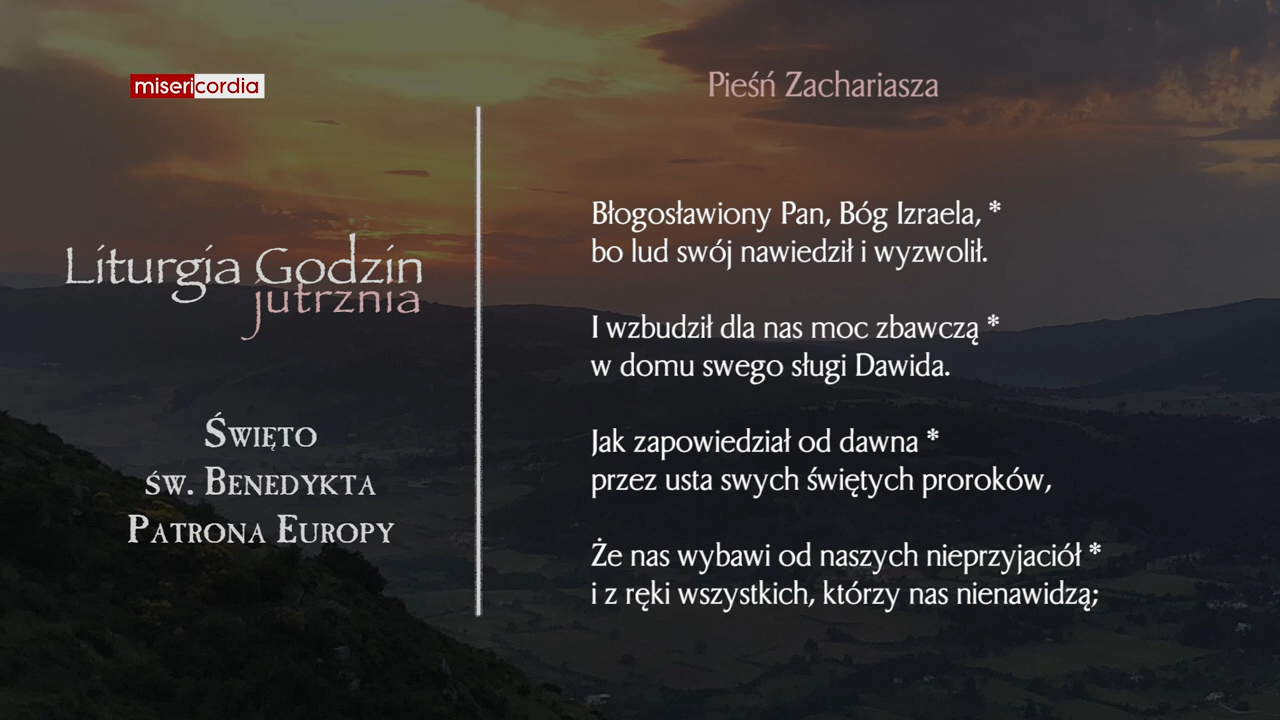 misericordia
Liturgia Godzin
jutrznia
Święto
św. Benedykta
Patrona Europy
Pieśń Zachariasza
Błogosławiony Pan, Bóg Izraela, *
bo lud swój nawiedził i wyzwolił.
I wzbudził dla nas moc zbawczą *
w domu swego sługi Dawida.
Jak zapowiedział od dawna *
przez usta swych świętych proroków,
Że nas wybawi od naszych nieprzyjaciół *
i z ręki wszystkich, którzy nas nienawidzą;